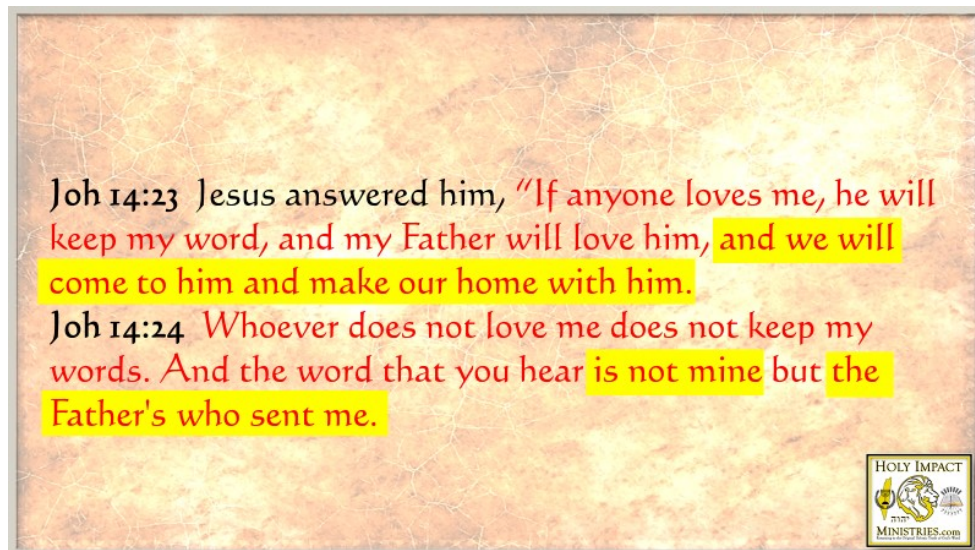 Joh 14:23 Jesus answered him, “If anyone loves me, he will
keep my word, and my Father will love him, and we will
come to him and make our home with him.
Joh 14:24 Whoever does not love me does not keep my
words. And the word that you hear is not mine but the
Father's who sent me.
HOLY IMPACT
יהוה
MINISTRIES.com